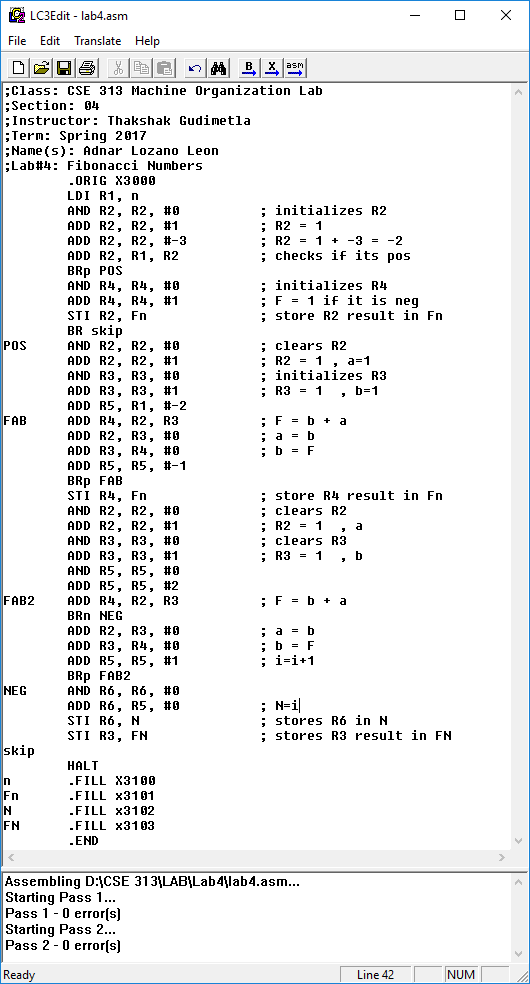 LC3Edit - lab4.asm
File Edit Translate Help
B X asm
;Class: CSE 313 Machine Organization Lab
;Section: 04
;Instructor: Thakshak Gudimetla
;Term: Spring 2017
;Name(s): Adnar Lozano Leon
;Lab#4: Fibonacci Numbers
        .ORIG X3000
        LDI R1, n
        AND R2, R2, #0          ; initializes R2
        ADD R2, R2, #1          ; R2 = 1
        ADD R2, R2, #-3         ; R2 = 1 + -3 = -2
        ADD R2, R1, R2          ; checks if its pos
        BRp POS
        AND R4, R4, #0          ; initializes R4
        ADD R4, R4, #1          ; F = 1 if it is neg
        STI R2, Fn              ; store R2 result in Fn
        BR skip
POS     AND R2, R2, #0          ; clears R2
        ADD R2, R2, #1          ; R2 = 1 , a=1
        AND R3, R3, #0          ; initializes R3
        ADD R3, R3, #1          ; R3 = 1  , b=1
        ADD R5, R1, #-2
FAB     ADD R4, R2, R3          ; F = b + a
        ADD R2, R3, #0          ; a = b
        ADD R3, R4, #0          ; b = F
        ADD R5, R5, #-1
        BRp FAB
        STI R4, Fn              ; store R4 result in Fn
        AND R2, R2, #0          ; clears R2
        ADD R2, R2, #1          ; R2 = 1  , a
        AND R3, R3, #0          ; clears R3
        ADD R3, R3, #1          ; R3 = 1  , b
        AND R5, R5, #0
        ADD R5, R5, #2
FAB2    ADD R4, R2, R3          ; F = b + a
        BRn NEG
        ADD R2, R3, #0          ; a = b
        ADD R3, R4, #0          ; b = F
        ADD R5, R5, #1          ; i=i+1
        BRp FAB2
NEG     AND R6, R6, #0
        ADD R6, R5, #0          ; N=i
        STI R6, N               ; stores R6 in N
        STI R3, FN              ; stores R3 result in FN
skip
        HALT
n       .FILL X3100
Fn      .FILL x3101
N       .FILL x3102
FN      .FILL x3103
        .END
Assembling D:\CSE 313\LAB\Lab4\lab4.asm...
Starting Pass 1...
Pass 1 - 0 error(s)
Starting Pass 2...
Pass 2 - 0 error(s)
Ready Line 42 NUM